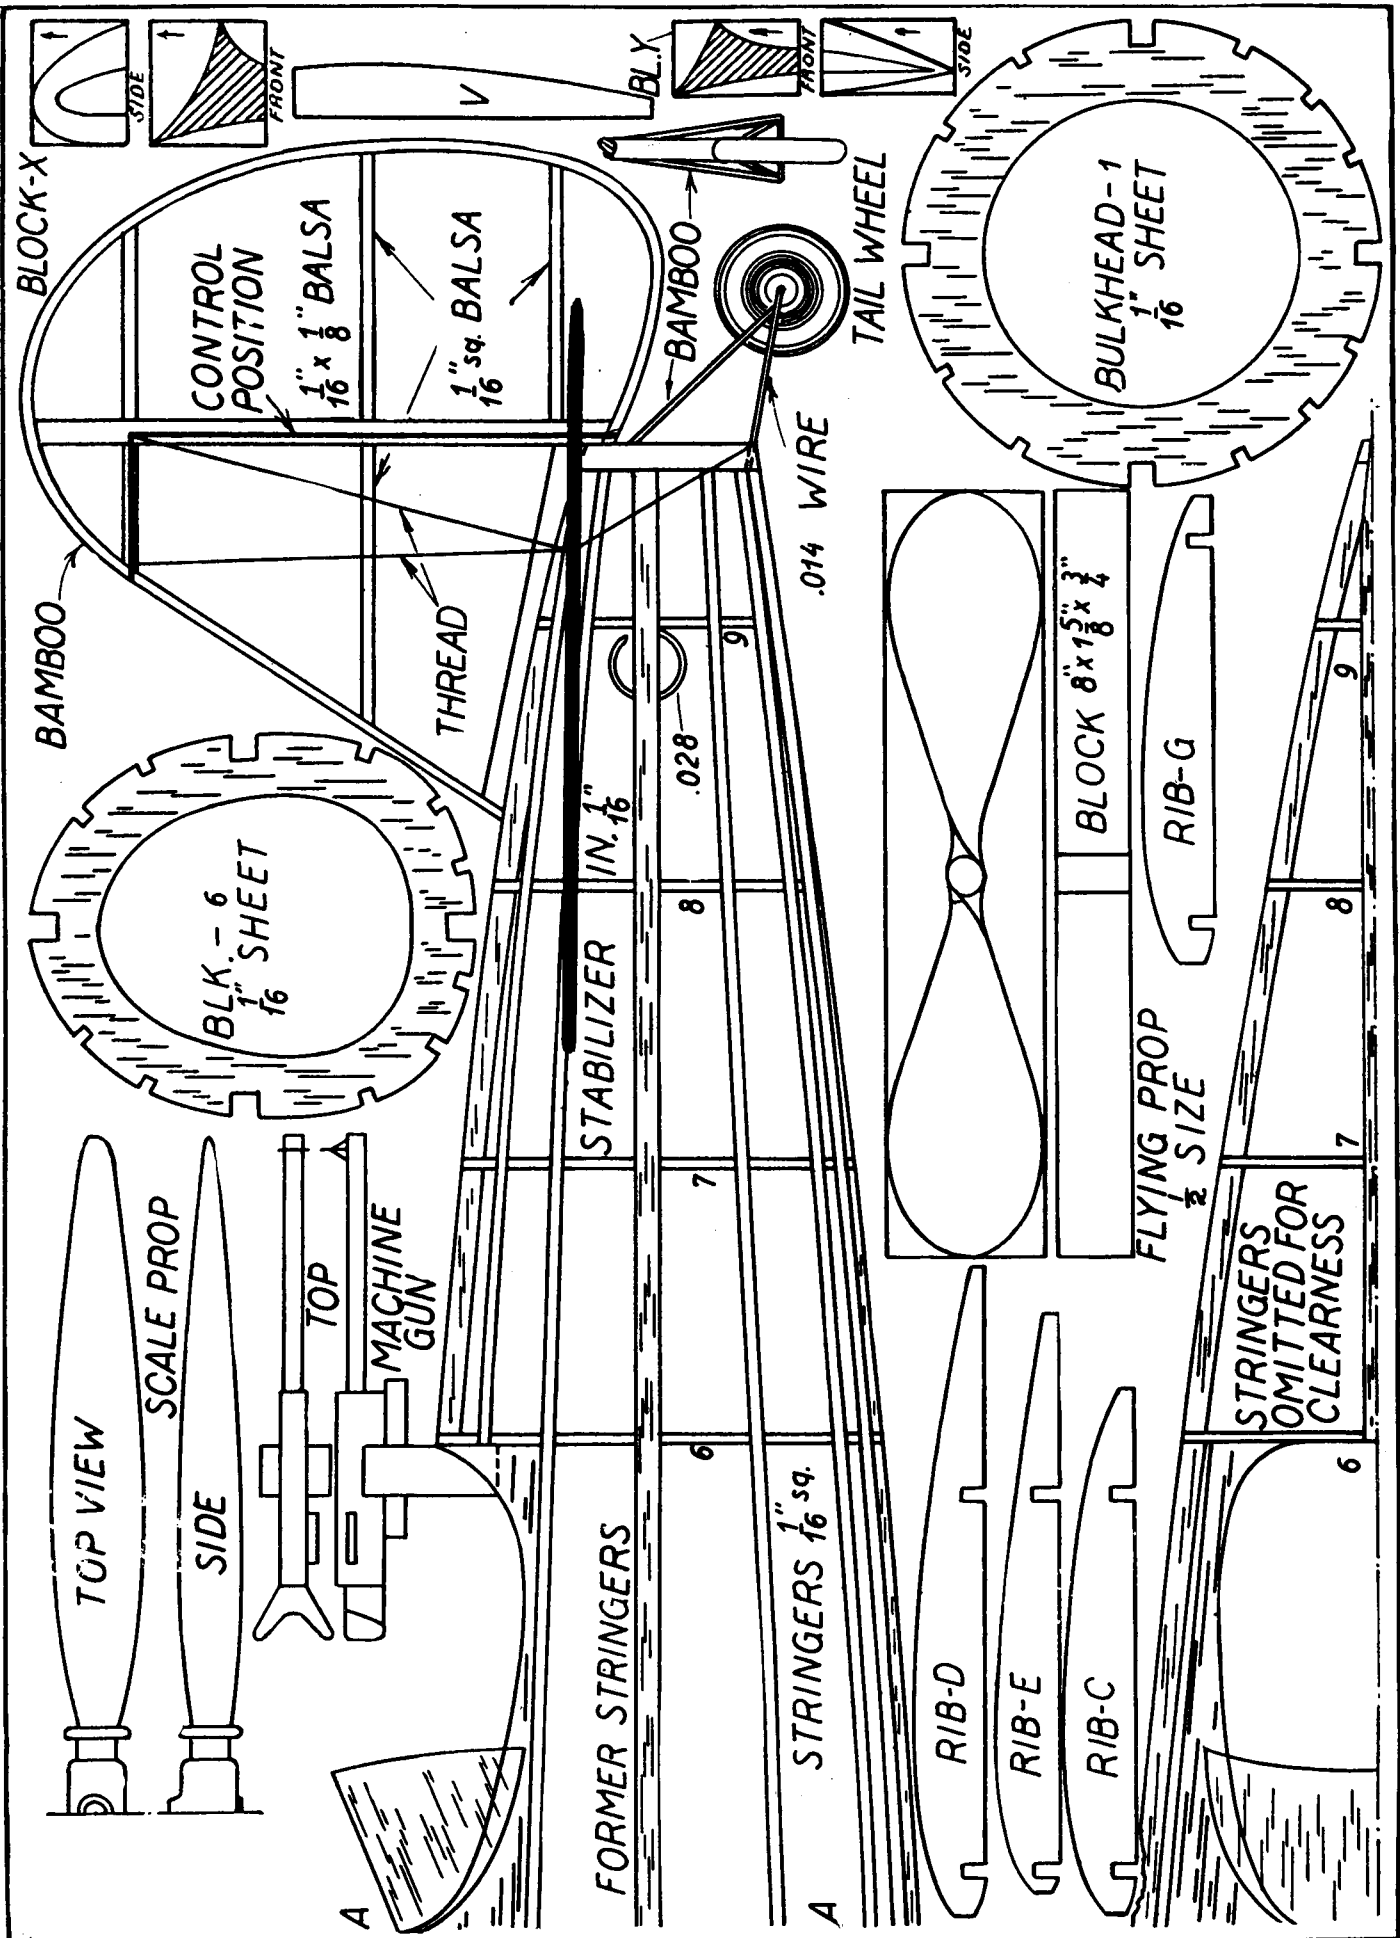 BLOCK-X
SIDE
FRONT
V
BL.Y
FRONT
SIDE
BAMBOO
CONTROL
POSITION
1/16" x 1/8" BALSA
1/16" sq. BALSA
THREAD
BAMBOO
TAIL WHEEL
.014 WIRE
BULKHEAD-1
1/16" SHEET
BLK.-6
1/16" SHEET
STABILIZER IN. 1/16"
.028
9
8
7
6
BLOCK 8"x1 5/8"x 3/4"
FLYING PROP
1/2 SIZE
RIB-G
TOP VIEW
SCALE PROP
SIDE
TOP
MACHINE
GUN
FORMER STRINGERS
STRINGERS 1/16" sq.
A
A
RIB-D
RIB-E
RIB-C
STRINGERS
OMITTED FOR
CLEARNESS
9
8
7
6